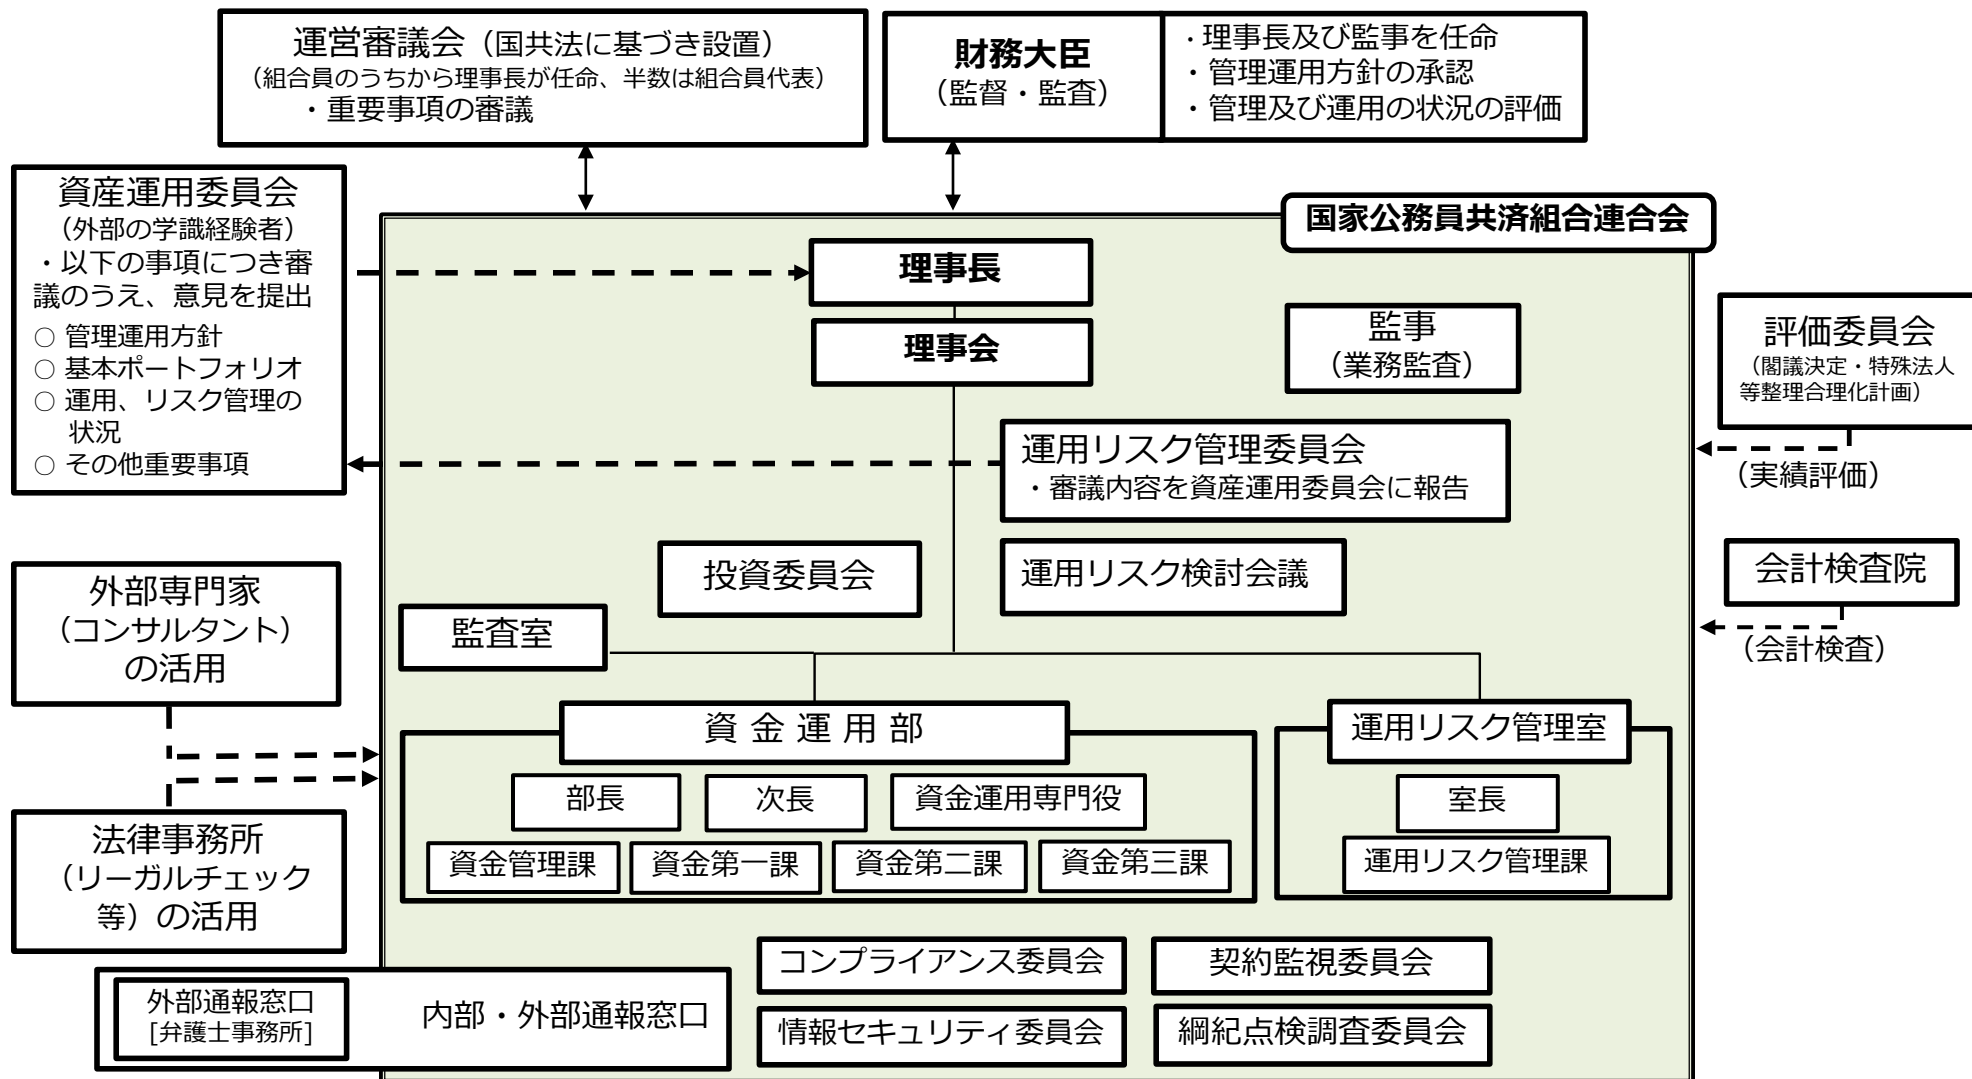 運営審議会（国共法に基づき設置）
（組合員のうちから理事長が任命、半数は組合員代表）
・重要事項の審議
財務大臣
（監督・監査）
・理事長及び監事を任命
・管理運用方針の承認
・管理及び運用の状況の評価
資産運用委員会
（外部の学識経験者）
・以下の事項につき審
議のうえ、意見を提出
○ 管理運用方針
○ 基本ポートフォリオ
○ 運用、リスク管理の
状況
○ その他重要事項
国家公務員共済組合連合会
理事長
理事会
監事
（業務監査）
評価委員会
（閣議決定・特殊法人
等整理合理化計画）
（実績評価）
運用リスク管理委員会
・審議内容を資産運用委員会に報告
投資委員会
運用リスク検討会議
会計検査院
（会計検査）
外部専門家
（コンサルタント）
の活用
監査室
資金運用部
運用リスク管理室
部長
次長
資金運用専門役
室長
資金管理課
資金第一課
資金第二課
資金第三課
運用リスク管理課
法律事務所
（リーガルチェック
等）の活用
コンプライアンス委員会
契約監視委員会
外部通報窓口
[弁護士事務所]
内部・外部通報窓口
情報セキュリティ委員会
綱紀点検調査委員会